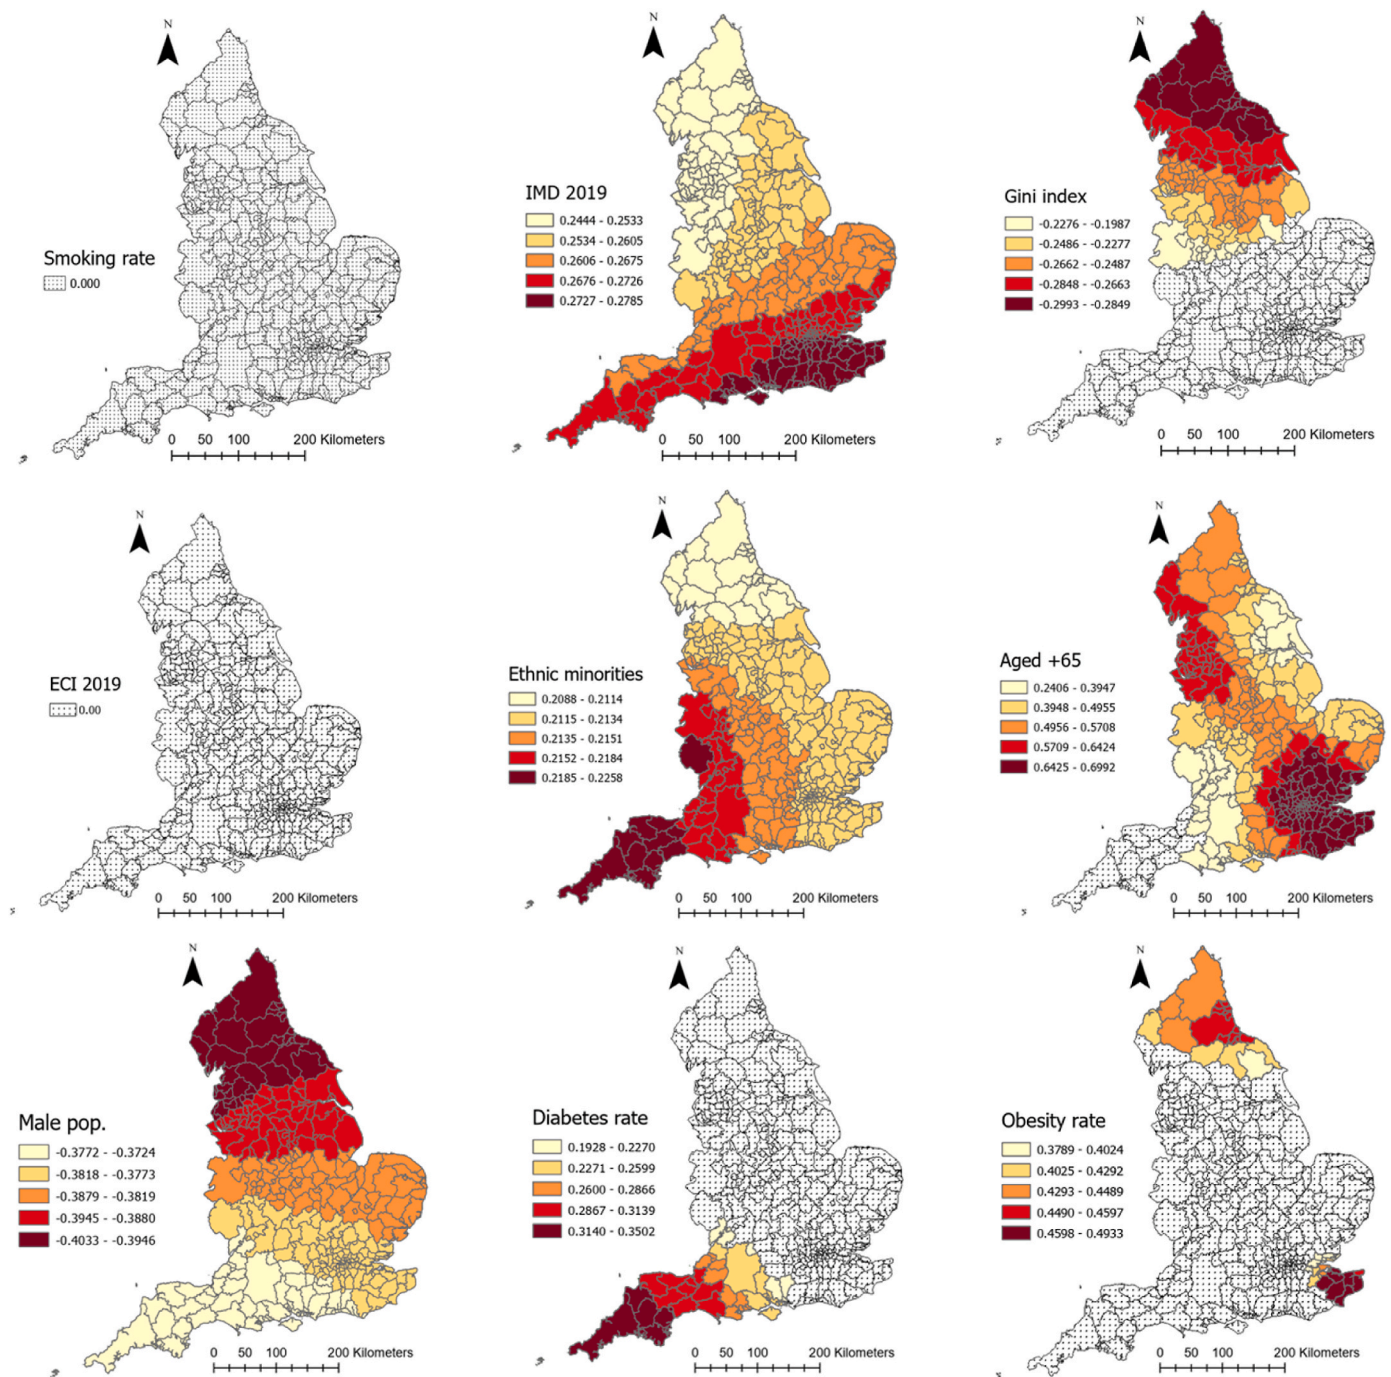 N
Smoking rate
0.000
0 50 100 200 Kilometers
N
IMD 2019
0.2444 - 0.2533
0.2534 - 0.2605
0.2606 - 0.2675
0.2676 - 0.2726
0.2727 - 0.2785
0 50 100 200 Kilometers
N
Gini index
-0.2276 - -0.1987
-0.2486 - -0.2277
-0.2662 - -0.2487
-0.2848 - -0.2663
-0.2993 - -0.2849
0 50 100 200 Kilometers
N
ECI 2019
0.00
0 50 100 200 Kilometers
N
Ethnic minorities
0.2088 - 0.2114
0.2115 - 0.2134
0.2135 - 0.2151
0.2152 - 0.2184
0.2185 - 0.2258
0 50 100 200 Kilometers
N
Aged +65
0.2406 - 0.3947
0.3948 - 0.4955
0.4956 - 0.5708
0.5709 - 0.6424
0.6425 - 0.6992
0 50 100 200 Kilometers
N
Male pop.
-0.3772 - -0.3724
-0.3818 - -0.3773
-0.3879 - -0.3819
-0.3945 - -0.3880
-0.4033 - -0.3946
0 50 100 200 Kilometers
N
Diabetes rate
0.1928 - 0.2270
0.2271 - 0.2599
0.2600 - 0.2866
0.2867 - 0.3139
0.3140 - 0.3502
0 50 100 200 Kilometers
N
Obesity rate
0.3789 - 0.4024
0.4025 - 0.4292
0.4293 - 0.4489
0.4490 - 0.4597
0.4598 - 0.4933
0 50 100 200 Kilometers